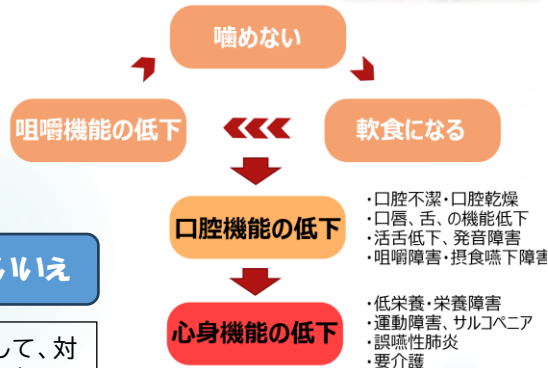 噛めない
咀嚼機能の低下
軟食になる
口腔機能の低下
・口腔不潔・口腔乾燥
・口唇、舌、の機能低下
・活舌低下、発音障害
・咀嚼障害・摂食嚥下障害
いいえ
心身機能の低下
・低栄養・栄養障害
・運動障害、サルコペニア
・誤嚥性肺炎
・要介護
して、対